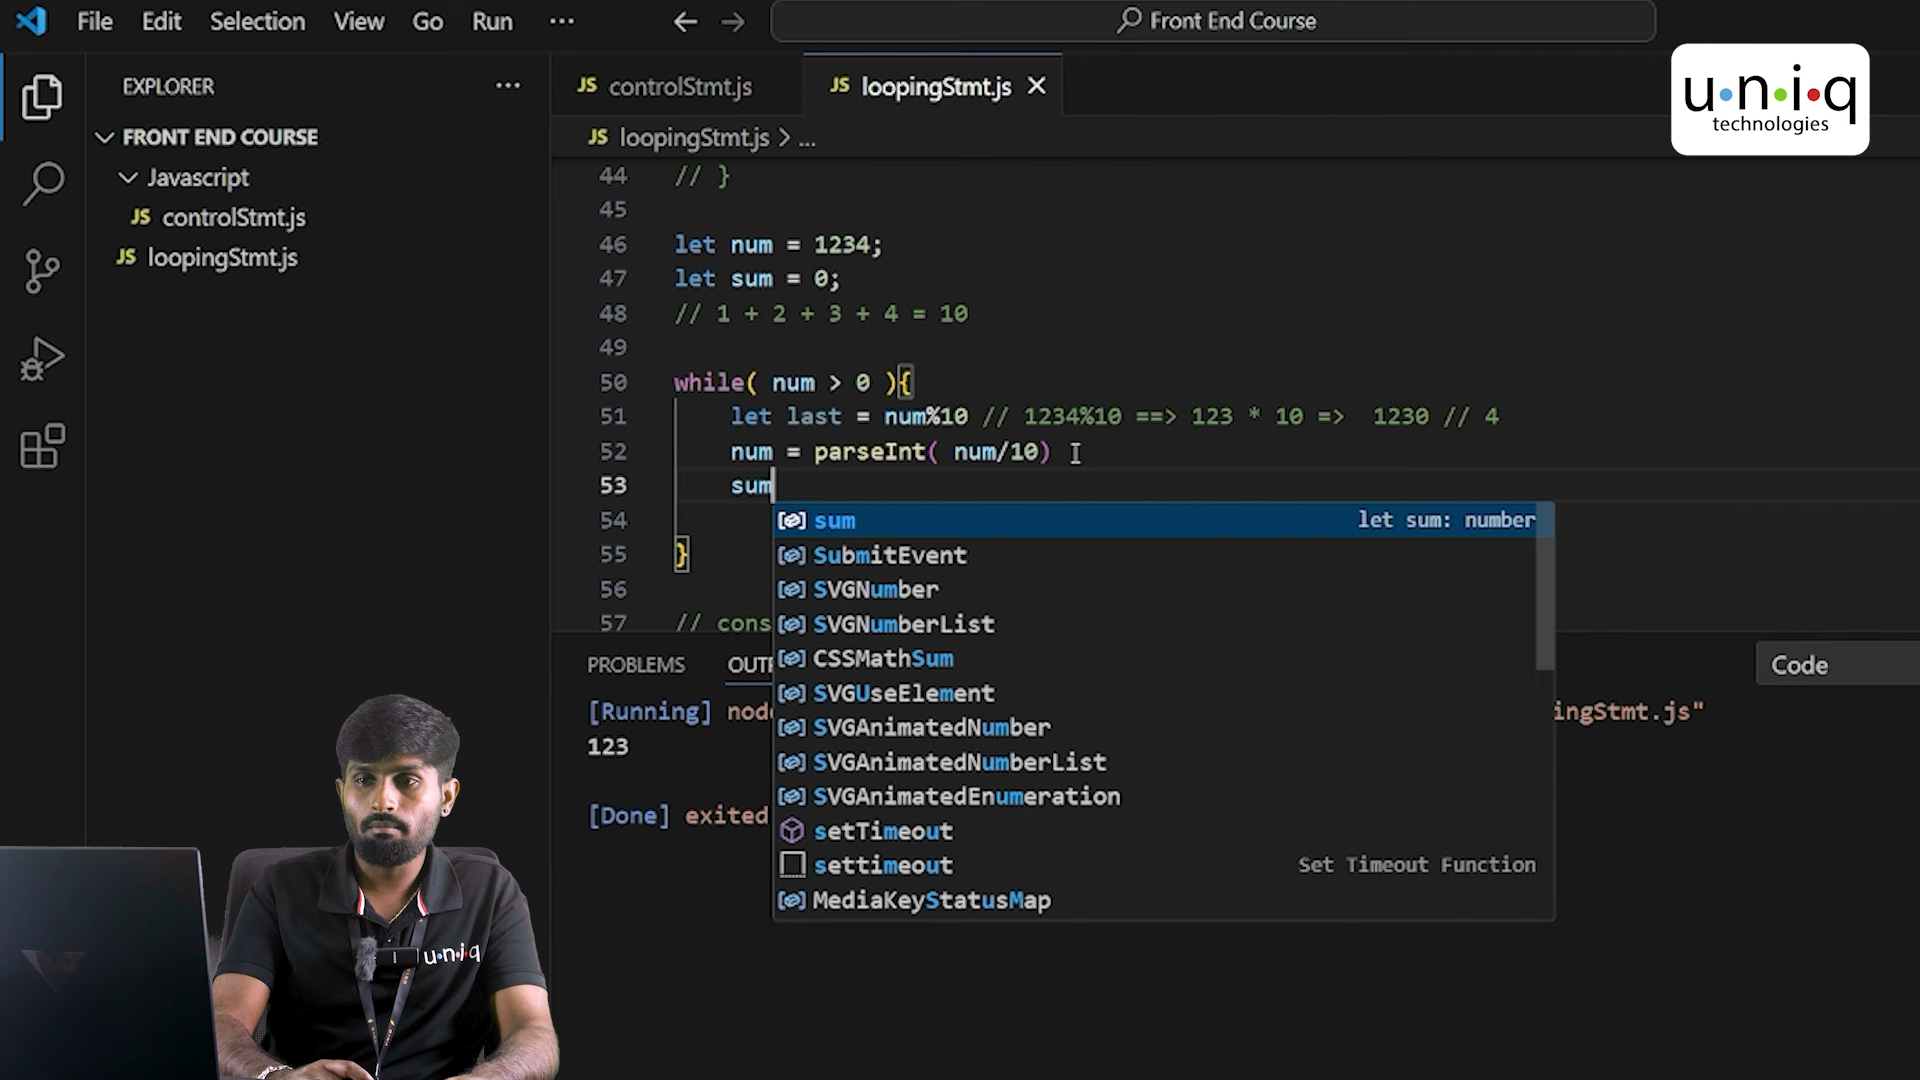 File Edit Selection View Go Run ... Front End Course
u·n·i·q
technologies
EXPLORER ...
FRONT END COURSE
Javascript
JS controlStmt.js
JS loopingStmt.js
JS controlStmt.js JS loopingStmt.js
JS loopingStmt.js > ...
44 // }
45
46 let num = 1234;
47 let sum = 0;
48 // 1 + 2 + 3 + 4 = 10
49
50 while( num > 0 ){
51 let last = num%10 // 1234%10 ==> 123 * 10 => 1230 // 4
52 num = parseInt( num/10)
53 sum
54
55 }
56
57 // cons
sum let sum: number
SubmitEvent
SVGNumber
SVGNumberList
CSSMathSum
SVGUseElement
SVGAnimatedNumber
SVGAnimatedNumberList
SVGAnimatedEnumeration
setTimeout
settimeout Set Timeout Function
MediaKeyStatusMap
PROBLEMS OUTP Code
[Running] node ingStmt.js"
123
[Done] exited
u·n·i·q